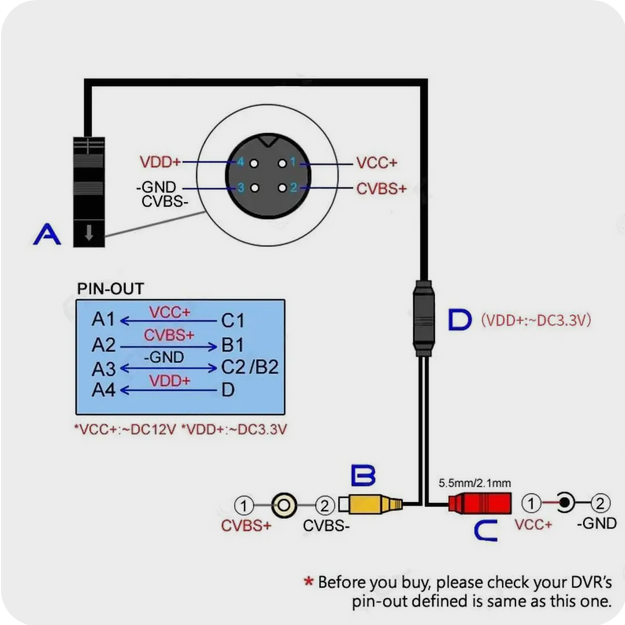 VDD+
4
1
VCC+
-GND
3
2
CVBS+
CVBS-
A
PIN-OUT
A1 VCC+ C1
A2 CVBS+ B1
A3 -GND C2/B2
A4 VDD+ D
*VCC+:~DC12V *VDD+:~DC3.3V
D (VDD+:~DC3.3V)
B
5.5mm/2.1mm
1
2
1
2
CVBS+
CVBS-
C
VCC+
-GND
* Before you buy, please check your DVR's
pin-out defined is same as this one.